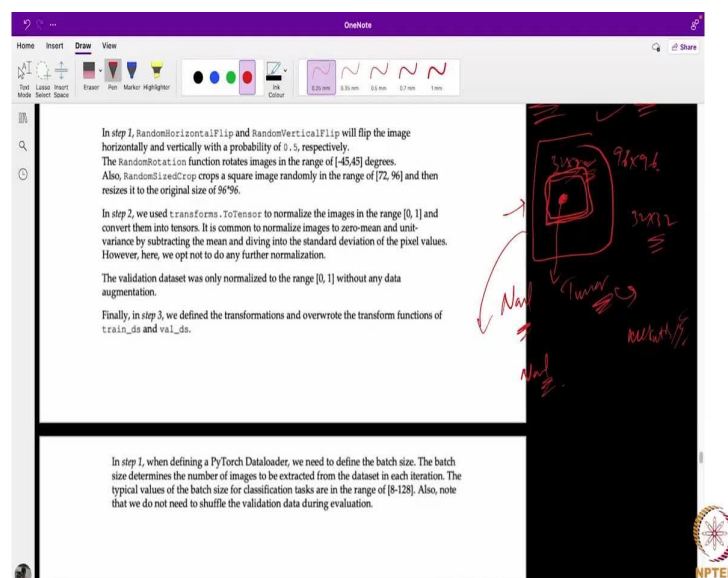 OneNote
Home Insert Draw View
Share
Text Mode
Lasso Select
Insert Space
Eraser
Pen
Marker
Highlighter
Ink Colour
0.25 mm
0.35 mm
0.5 mm
0.7 mm
1 mm
In step 1, RandomHorizontalFlip and RandomVerticalFlip will flip the image
horizontally and vertically with a probability of 0.5, respectively.
The RandomRotation function rotates images in the range of [-45,45] degrees.
Also, RandomSizedCrop crops a square image randomly in the range of [72, 96] and then
resizes it to the original size of 96*96.
In step 2, we used transforms.ToTensor to normalize the images in the range [0, 1] and
convert them into tensors. It is common to normalize images to zero-mean and unit-
variance by subtracting the mean and diving into the standard deviation of the pixel values.
However, here, we opt not to do any further normalization.
The validation dataset was only normalized to the range [0, 1] without any data
augmentation.
Finally, in step 3, we defined the transformations and overwrote the transform functions of
train_ds and val_ds.
32x32
96x96
32x32
Tumor
In step 1, when defining a PyTorch Dataloader, we need to define the batch size. The batch
size determines the number of images to be extracted from the dataset in each iteration. The
typical values of the batch size for classification tasks are in the range of [8-128]. Also, note
that we do not need to shuffle the validation data during evaluation.
NPTEL